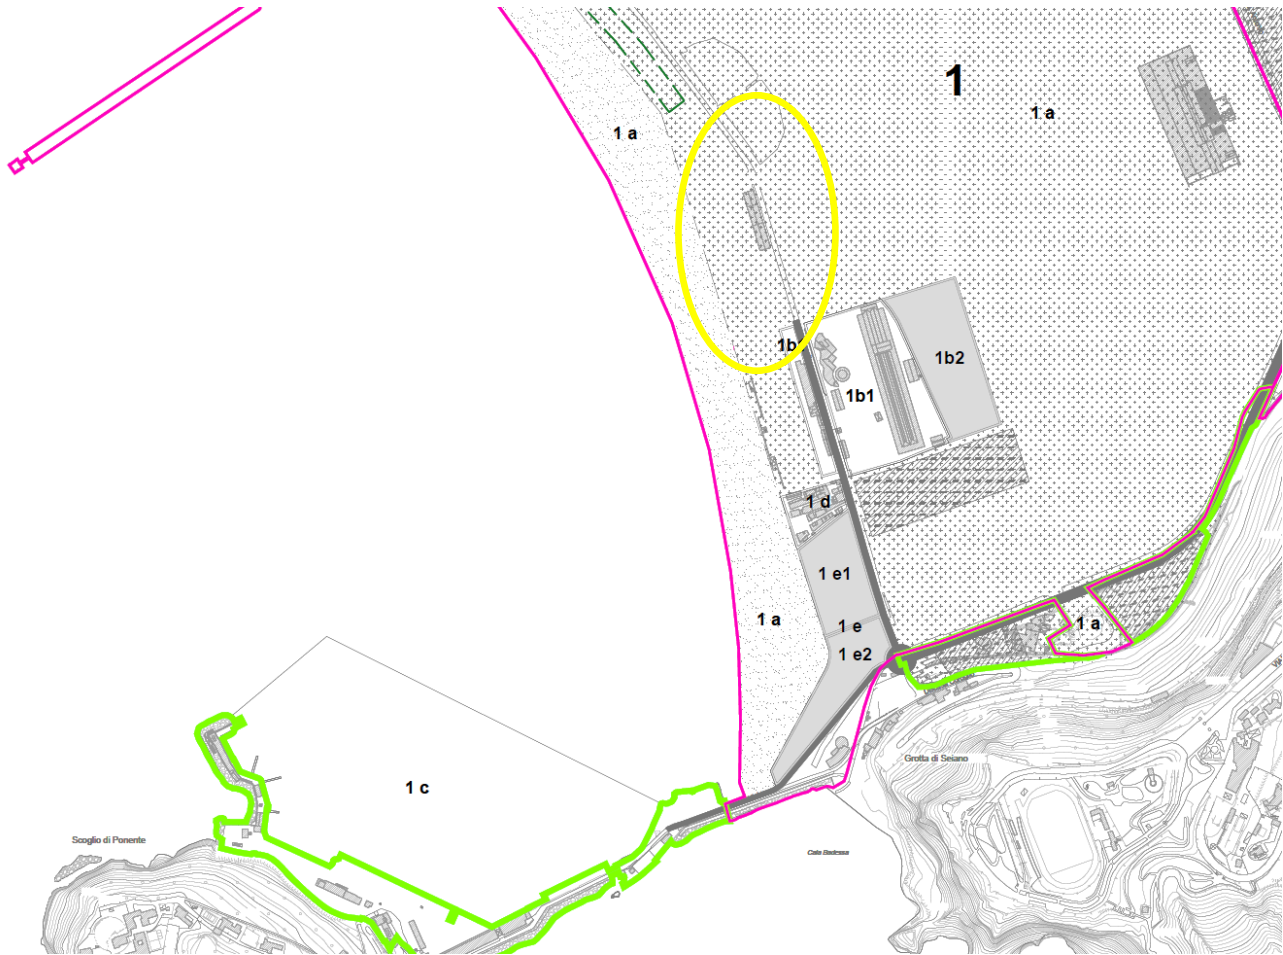 1
1 a
1 a
1b
1b2
1b1
1 d
1 e1
1 e
1 a
1 a
1 e2
Grotta di Seiano
1 c
Scoglio di Ponente
Cala Badessa